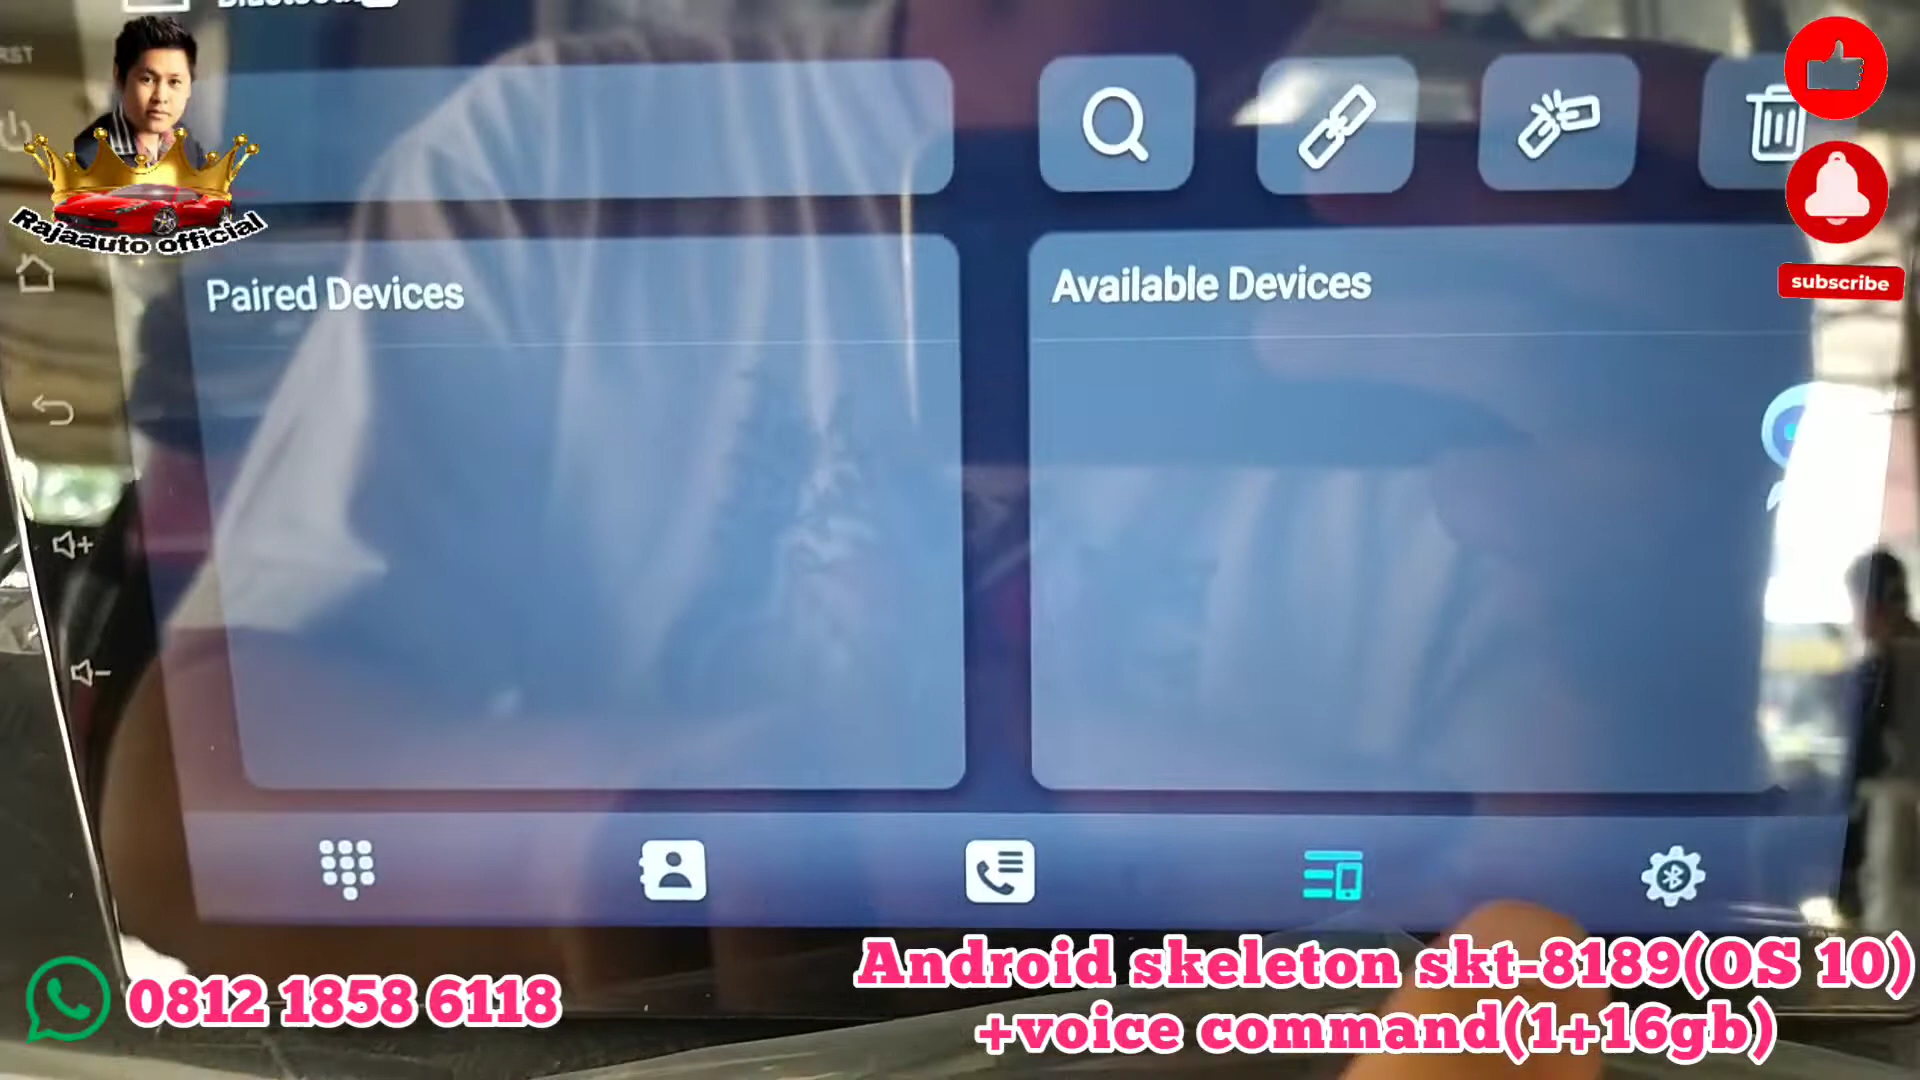 RST
Rajaauto official
subscribe
Paired Devices
Available Devices
0812 1858 6118
Android skeleton skt-8189(OS 10)
+voice command(1+16gb)